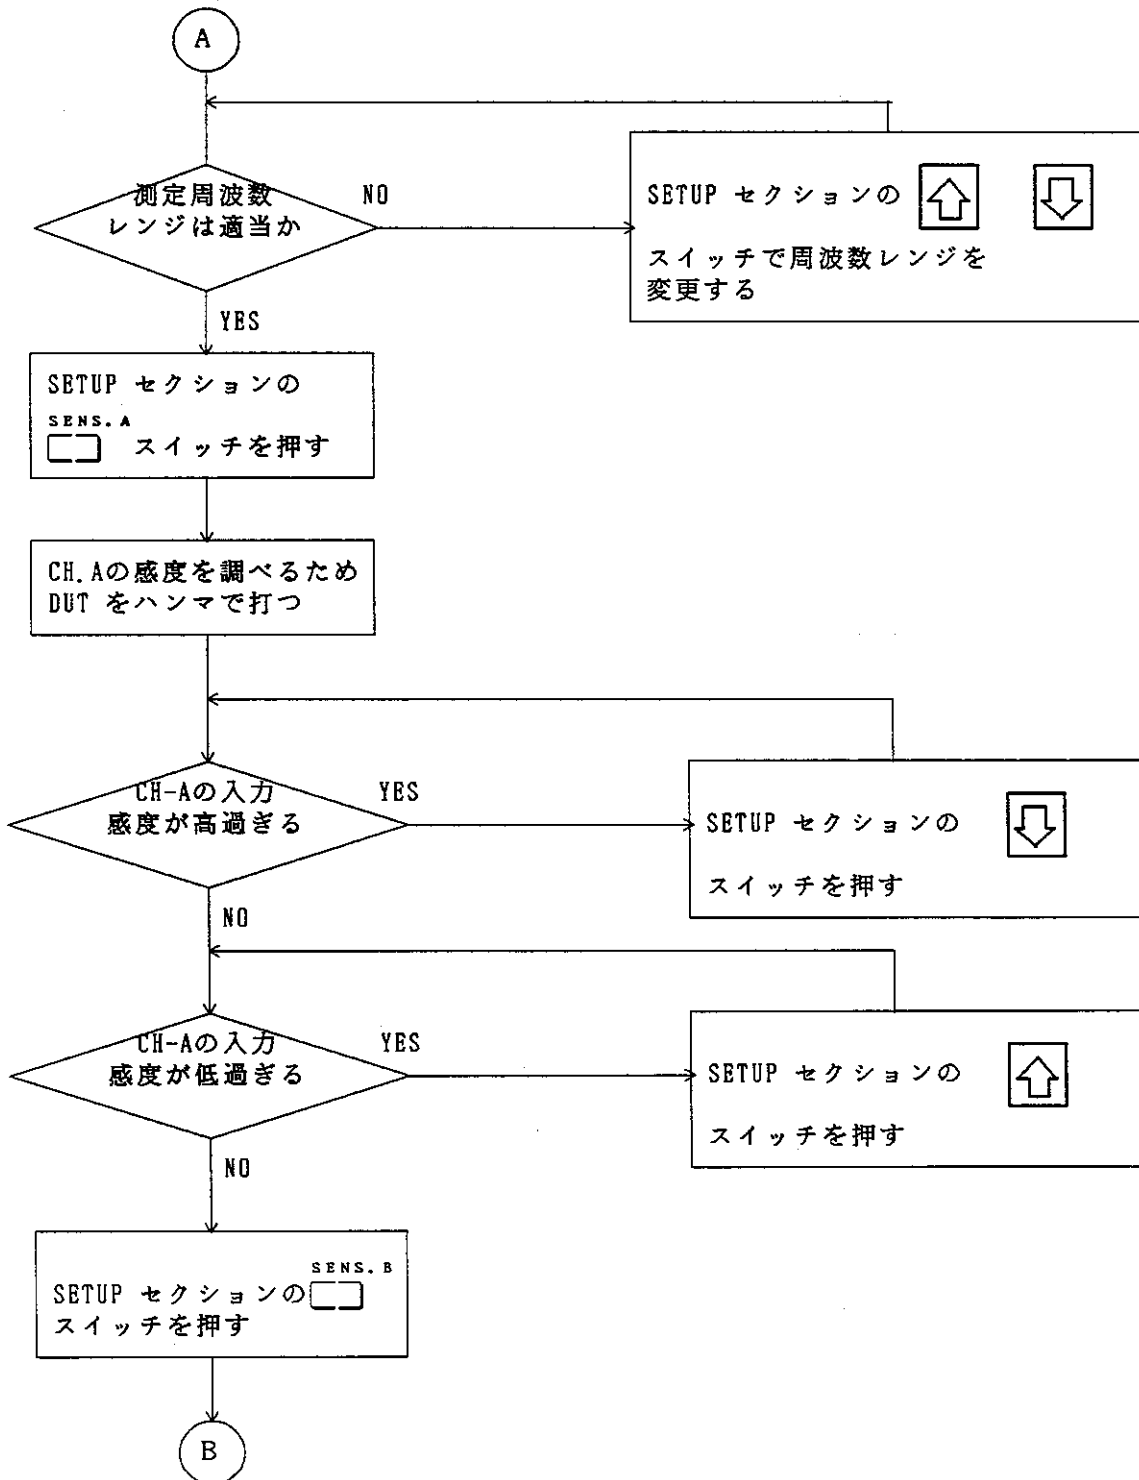 A
測定周波数
レンジは適当か
NO
SETUP セクションの
スイッチで周波数レンジを
変更する
YES
SETUP セクションの
SENS.A
スイッチを押す
CH.Aの感度を調べるため
DUT をハンマで打つ
CH-Aの入力
感度が高過ぎる
YES
SETUP セクションの
スイッチを押す
NO
CH-Aの入力
感度が低過ぎる
YES
SETUP セクションの
スイッチを押す
NO
SENS.B
SETUP セクションの
スイッチを押す
B